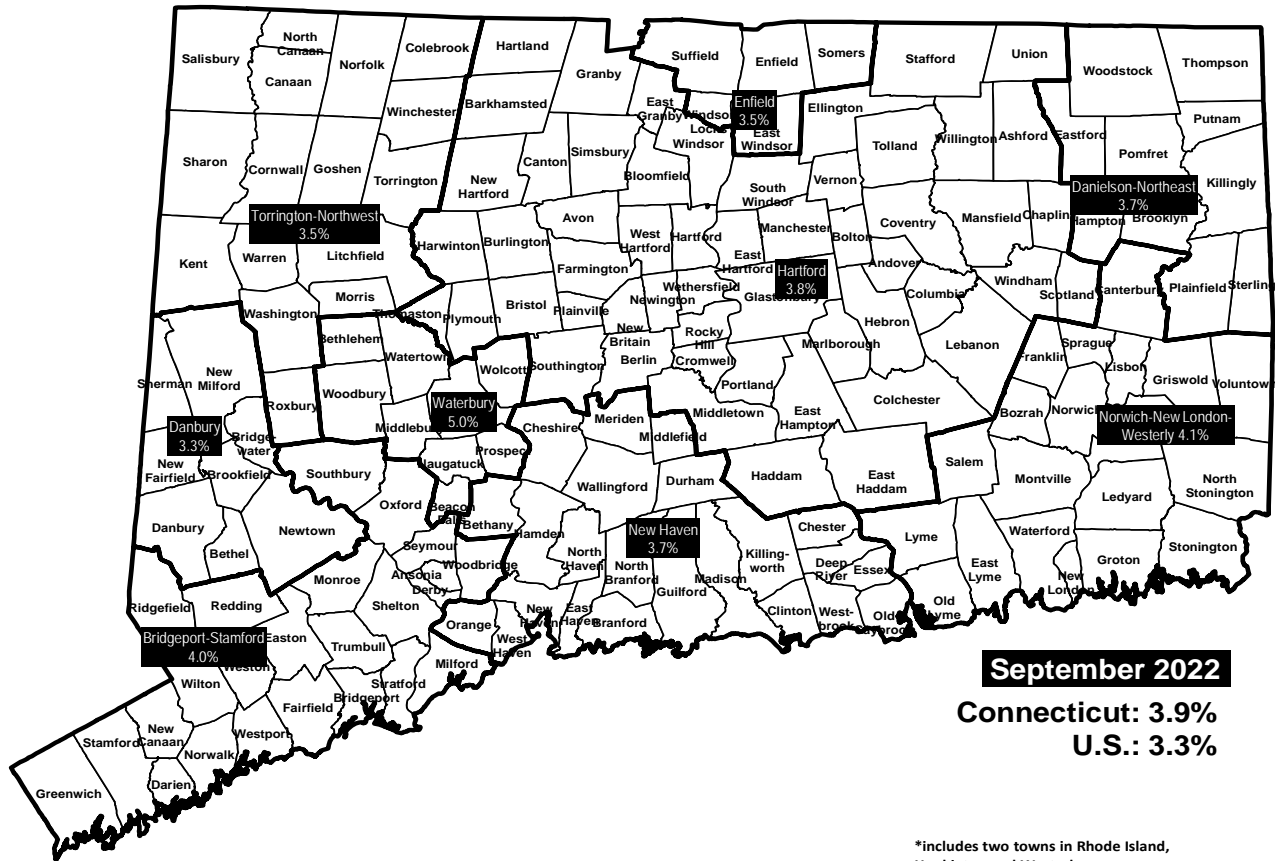 North
Canaan
Colebrook
Hartland
Suffield
Enfield
Somers
Stafford
Union
Woodstock
Thompson
Salisbury
Canaan
Norfolk
Granby
Winchester
Barkhamsted
East
Granby
Windsor
Locks
Enfield
3.5%
East
Windsor
Ellington
Willington
Ashford
Eastford
Putnam
Sharon
Cornwall
Goshen
Torrington
New
Hartford
Canton
Simsbury
Bloomfield
Windsor
South
Windsor
Vernon
Tolland
Pomfret
Killingly
Torrington-Northwest
3.5%
Danielson-Northeast
3.7%
Hampton
Brooklyn
Kent
Warren
Litchfield
Harwinton
Burlington
Avon
West
Hartford
Hartford
East
Hartford
Manchester
Bolton
Coventry
Mansfield
Chaplin
Hartford
3.8%
Glastonbury
Andover
Columbia
Windham
Scotland
Canterbury
Plainfield
Sterling
Morris
Washington
Bethlehem
Thomaston
Plymouth
Bristol
Farmington
Plainville
Newington
Wethersfield
New
Britain
Rocky
Hill
Berlin
Cromwell
Marlborough
Hebron
Lebanon
Franklin
Sprague
Lisbon
Griswold
Voluntown
Sherman
New
Milford
Roxbury
Woodbury
Watertown
Wolcott
Southington
Portland
Middletown
East
Hampton
Colchester
Bozrah
Norwich
Norwich-New London-
Westerly 4.1%
Danbury
3.3%
Bridge-
water
Waterbury
5.0%
Middlebury
Naugatuck
Prospect
Cheshire
Meriden
Middlefield
New
Fairfield
Brookfield
Southbury
Oxford
Beacon
Falls
Bethany
Wallingford
Durham
Haddam
East
Haddam
Salem
Montville
Ledyard
North
Stonington
Danbury
Bethel
Newtown
Seymour
Woodbridge
Hamden
North
Haven
New Haven
3.7%
North
Branford
Guilford
Madison
Killing-
worth
Chester
Deep
River
Essex
Lyme
East
Lyme
Waterford
New
London
Groton
Stonington
Ridgefield
Redding
Monroe
Ansonia
Derby
Shelton
Orange
West
Haven
New
Haven
East
Haven
Branford
Clinton
West-
brook
Old
Saybrook
Old
Lyme
Bridgeport-Stamford
4.0%
Easton
Weston
Trumbull
Milford
Stratford
Bridgeport
Fairfield
Wilton
Westport
Norwalk
New
Canaan
Stamford
Darien
Greenwich
September 2022
Connecticut: 3.9%
U.S.: 3.3%
*includes two towns in Rhode Island,